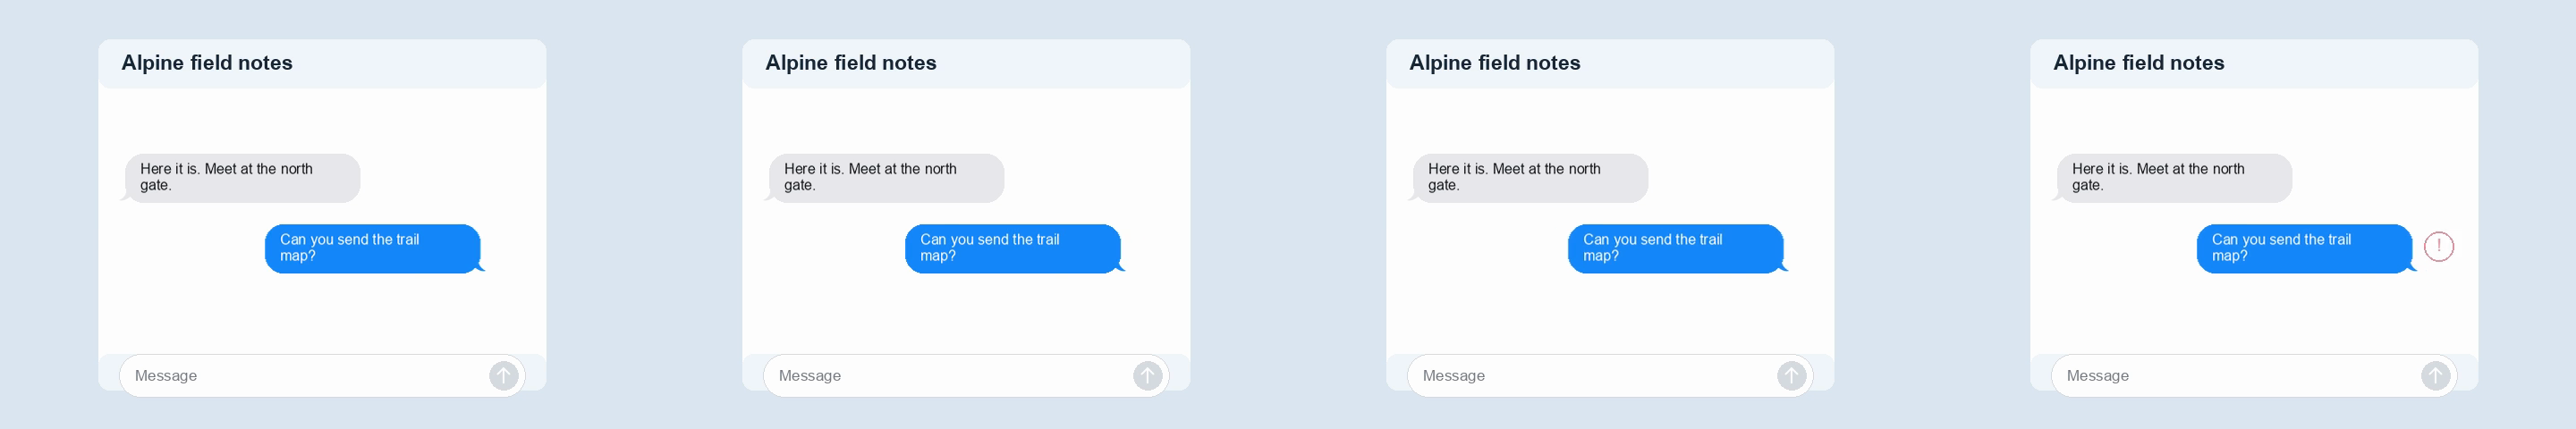 Alpine field notes
Here it is. Meet at the north
gate.
Can you send the trail
map?
Message
Alpine field notes
Here it is. Meet at the north
gate.
Can you send the trail
map?
Message
Alpine field notes
Here it is. Meet at the north
gate.
Can you send the trail
map?
Message
Alpine field notes
Here it is. Meet at the north
gate.
Can you send the trail
map?
!
Message